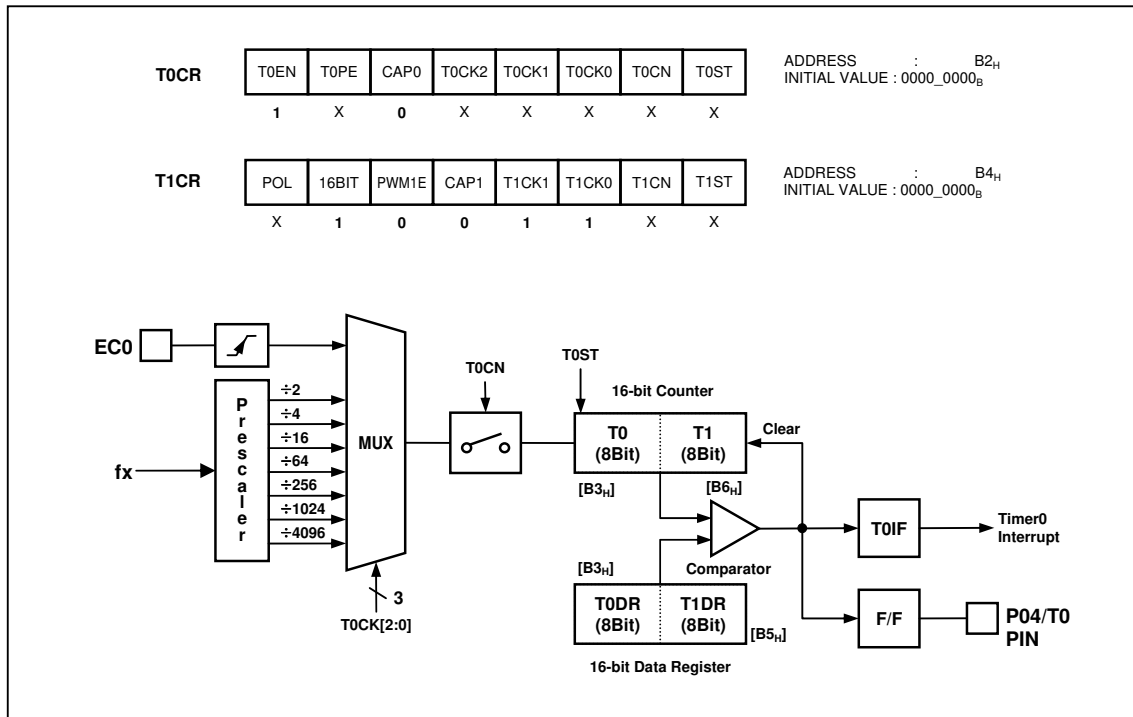 T0CR T0EN T0PE CAP0 T0CK2 T0CK1 T0CK0 T0CN T0ST
ADDRESS : B2H
INITIAL VALUE : 0000_0000B
1 X 0 X X X X X
T1CR POL 16BIT PWM1E CAP1 T1CK1 T1CK0 T1CN T1ST
ADDRESS : B4H
INITIAL VALUE : 0000_0000B
X 1 0 0 1 1 X X
EC0
fx
Prescaler
÷2
÷4
÷16
÷64
÷256
÷1024
÷4096
MUX
3
T0CK[2:0]
T0CN
T0ST
16-bit Counter
T0
(8Bit)
T1
(8Bit)
Clear
[B3H]
[B6H]
Comparator
[B3H]
T0DR
(8Bit)
T1DR
(8Bit)
[B5H]
16-bit Data Register
T0IF
Timer0
Interrupt
F/F
P04/T0
PIN